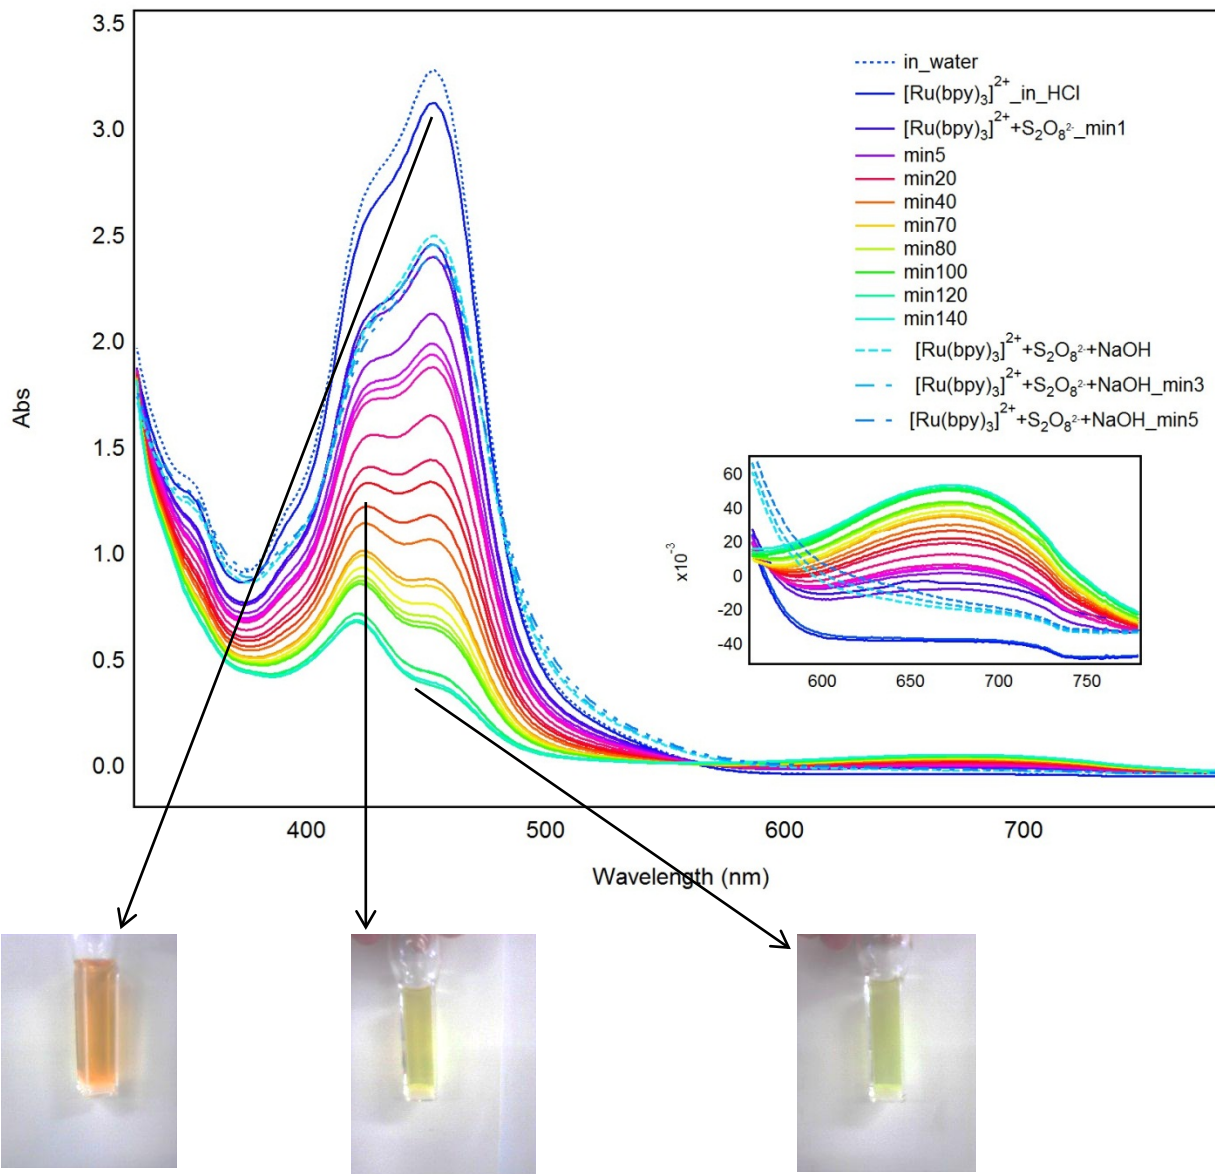 3.5
3.0
2.5
2.0
1.5
1.0
0.5
0.0
Abs
in_water
[Ru(bpy)₃]²⁺_in_HCl
[Ru(bpy)₃]²⁺+S₂O₈²⁻_min1
min5
min20
min40
min70
min80
min100
min120
min140
[Ru(bpy)₃]²⁺+S₂O₈²⁻+NaOH
[Ru(bpy)₃]²⁺+S₂O₈²⁻+NaOH_min3
[Ru(bpy)₃]²⁺+S₂O₈²⁻+NaOH_min5
60
40
20
0
-20
-40
x10⁻³
600 650 700 750
400 500 600 700
Wavelength (nm)